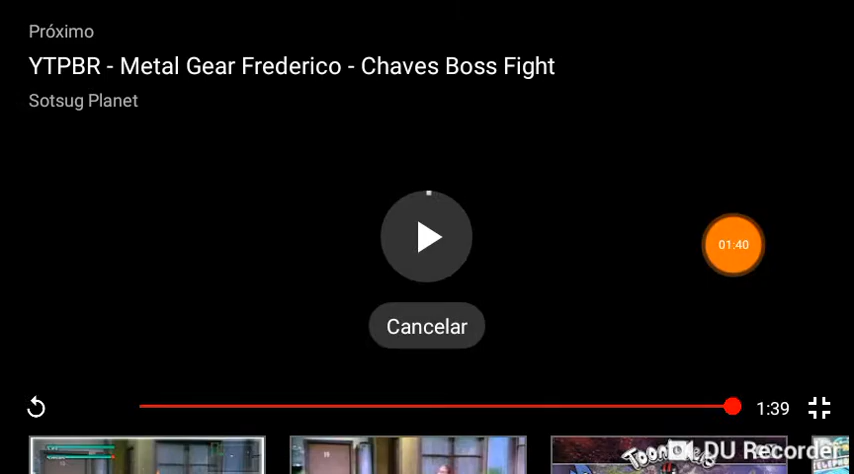 Próximo
YTPBR - Metal Gear Frederico - Chaves Boss Fight
Sotsug Planet
01:40
Cancelar
1:39
DU Recorder